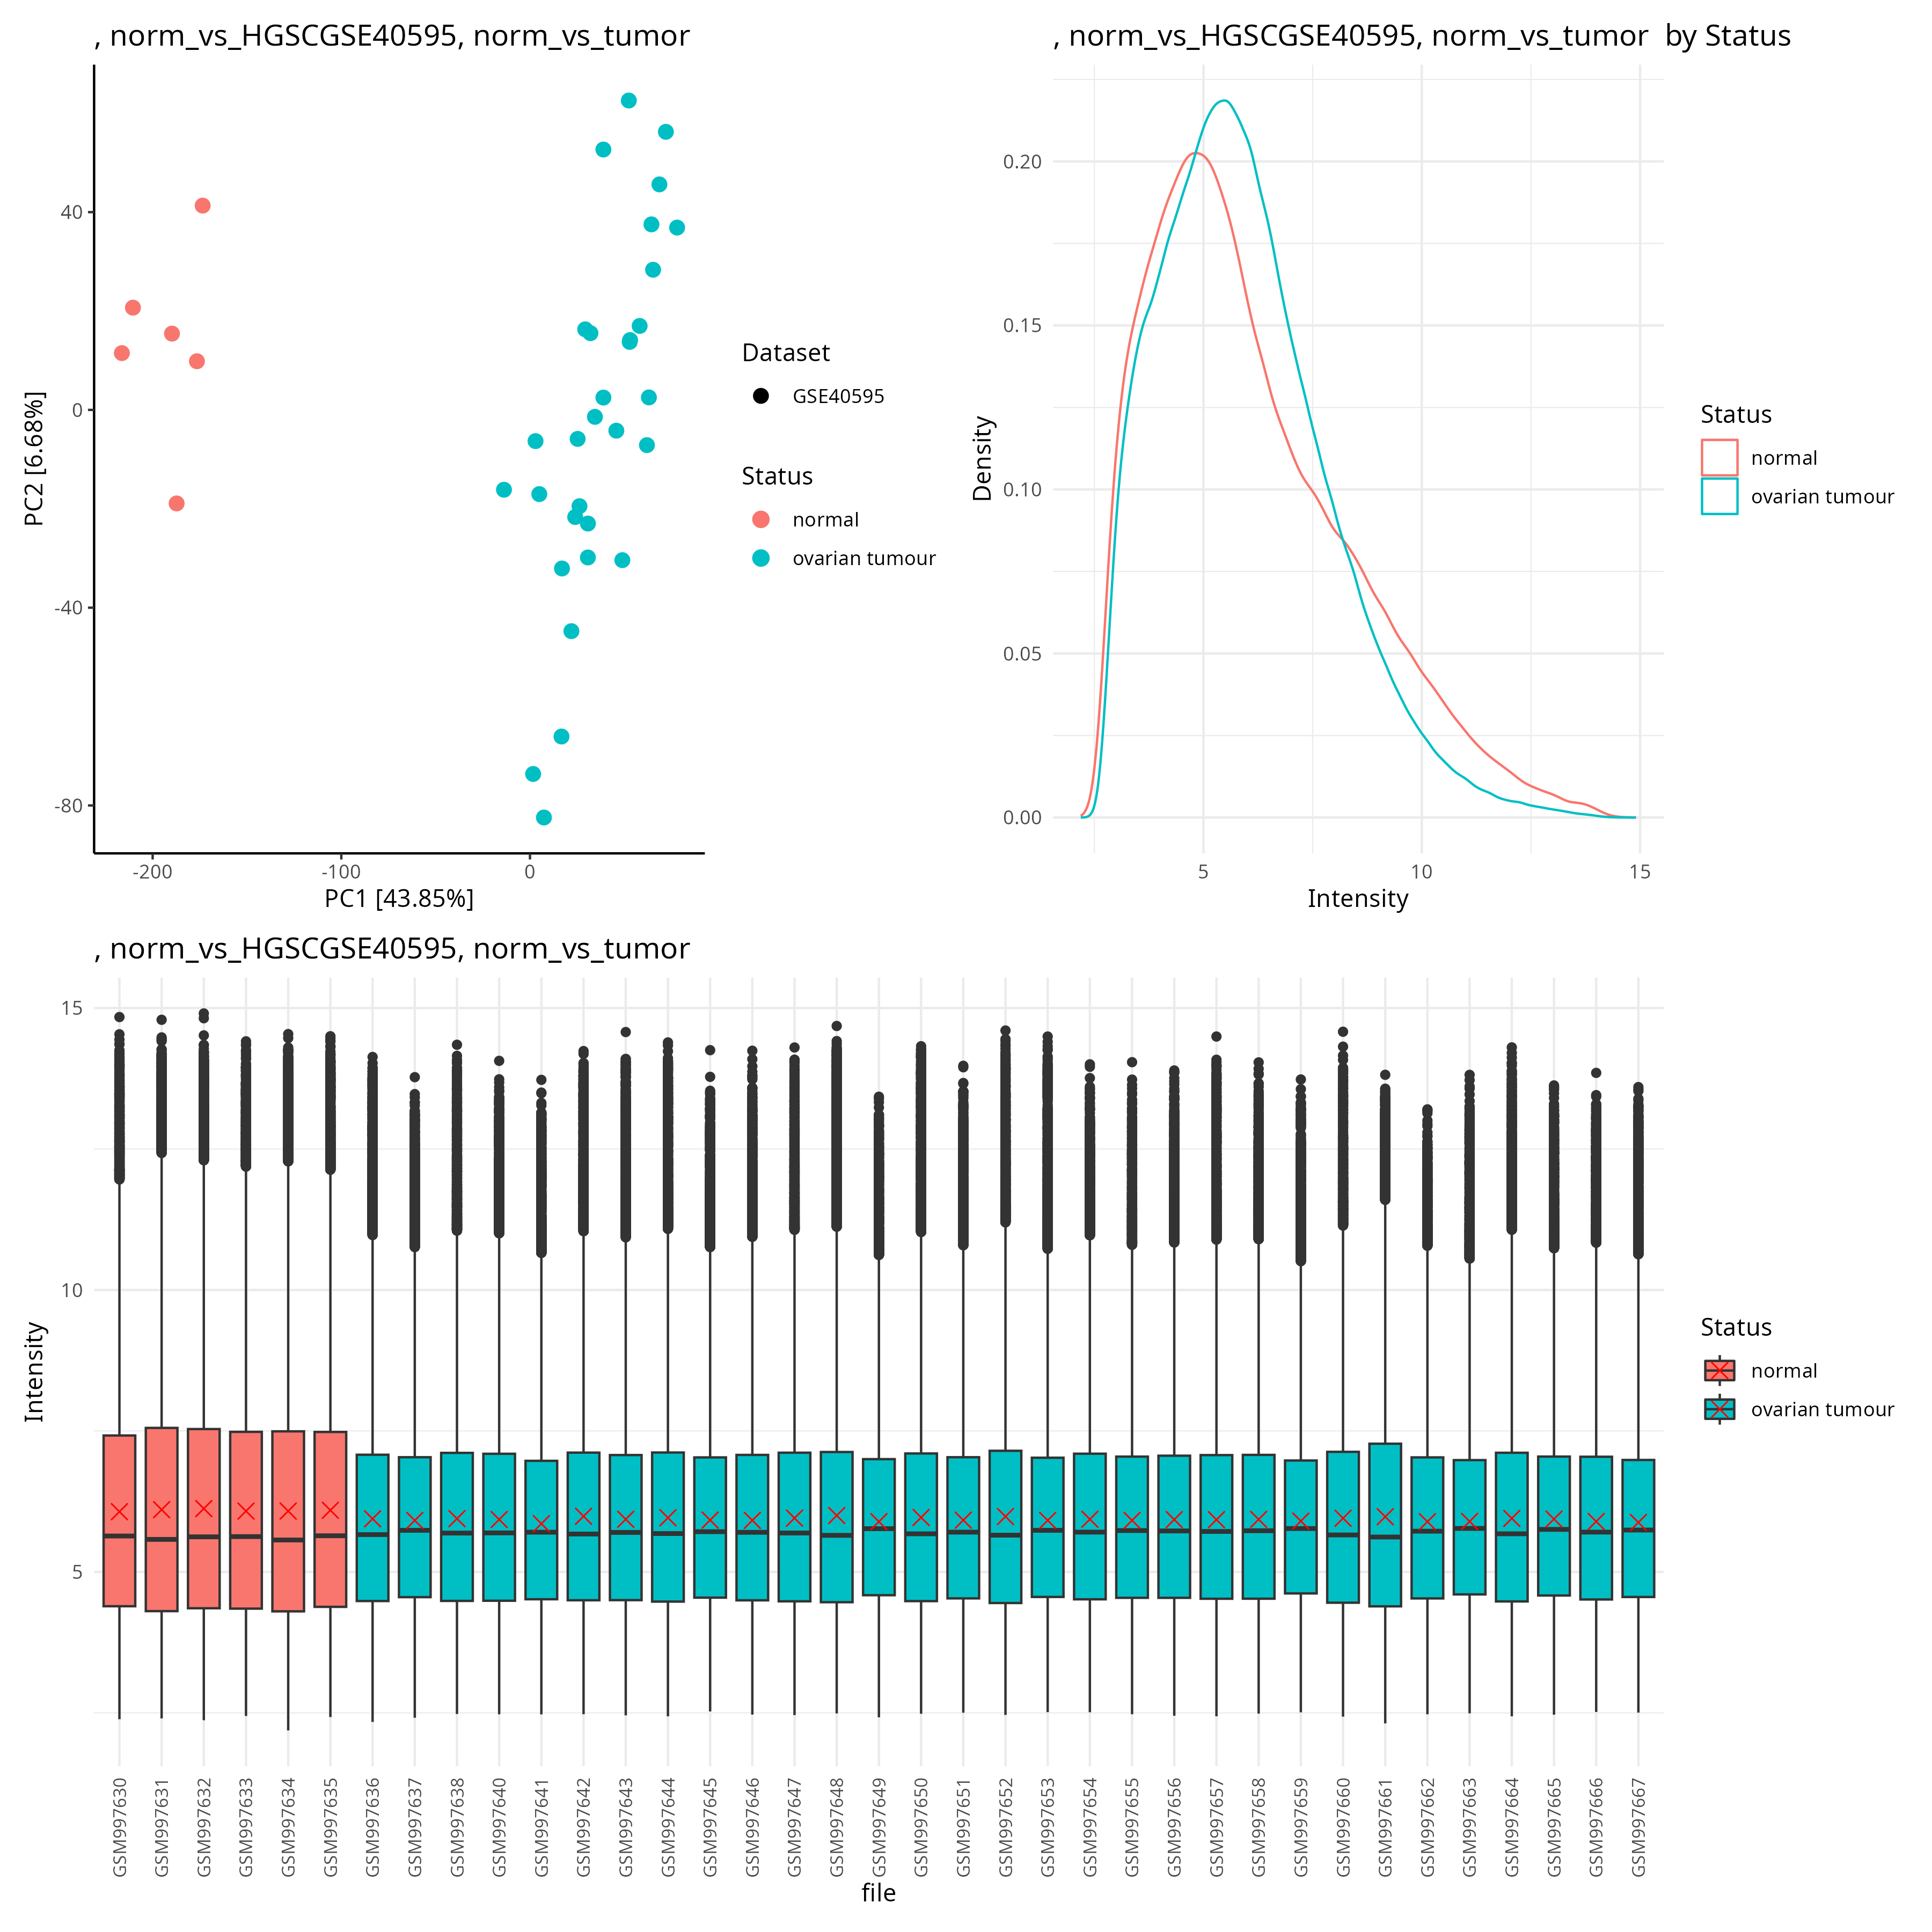 , norm_vs_HGSCGSE40595, norm_vs_tumor
40
0
-40
-80
PC2 [6.68%]
-200
-100
0
PC1 [43.85%]
Dataset
GSE40595
Status
normal
ovarian tumour
, norm_vs_HGSCGSE40595, norm_vs_tumor  by Status
0.20
0.15
0.10
0.05
0.00
Density
5
10
15
Intensity
Status
normal
ovarian tumour
, norm_vs_HGSCGSE40595, norm_vs_tumor
15
10
5
Intensity
GSM997630
GSM997631
GSM997632
GSM997633
GSM997634
GSM997635
GSM997636
GSM997637
GSM997638
GSM997640
GSM997641
GSM997642
GSM997643
GSM997644
GSM997645
GSM997646
GSM997647
GSM997648
GSM997649
GSM997650
GSM997651
GSM997652
GSM997653
GSM997654
GSM997655
GSM997656
GSM997657
GSM997658
GSM997659
GSM997660
GSM997661
GSM997662
GSM997663
GSM997664
GSM997665
GSM997666
GSM997667
file
Status
normal
ovarian tumour